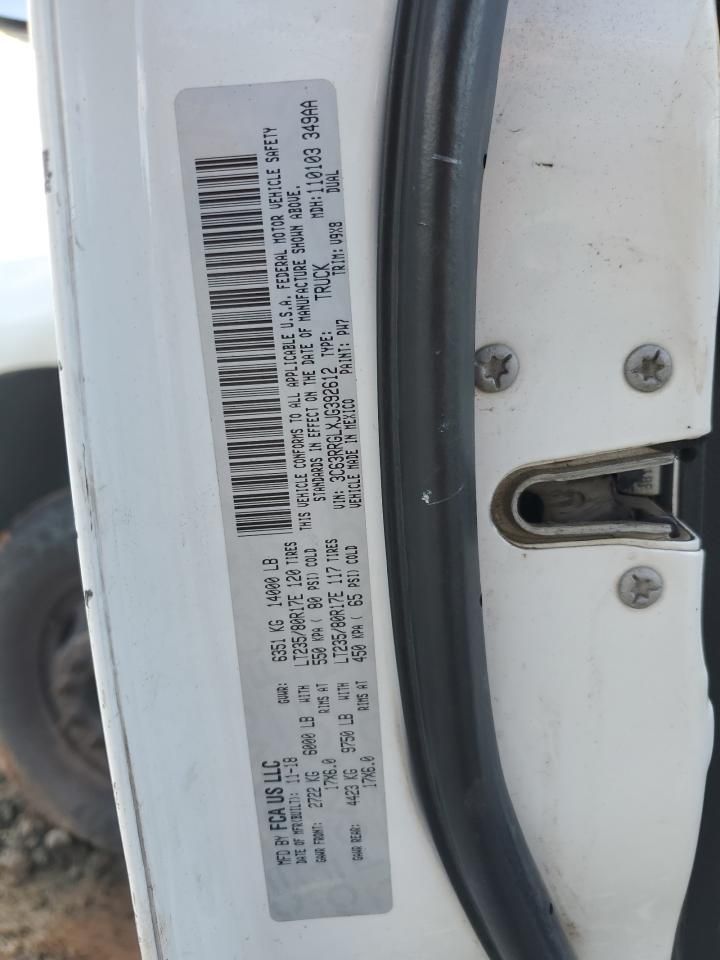 MFD BY FCA US LLC
DATE OF MFR(BUILT): 11-18 GVWR: 6351 KG 14000 LB
GAWR FRONT: 2722 KG 6000 LB WITH LT235/80R17E 120 TIRES
17X6.0 RIMS AT 550 KPA ( 80 PSI) COLD
GAWR REAR: 4423 KG 9750 LB WITH LT235/80R17E 117 TIRES
17X6.0 RIMS AT 450 KPA ( 65 PSI) COLD
THIS VEHICLE CONFORMS TO ALL APPLICABLE U.S.A. FEDERAL MOTOR VEHICLE SAFETY
STANDARDS IN EFFECT ON THE DATE OF MANUFACTURE SHOWN ABOVE.
VIN: 3C63RRGLXJG392612 TYPE: TRUCK MDH: 110103 349AA
VEHICLE MADE IN MEXICO PAINT: PW7 TRIM: V9X8 DUAL